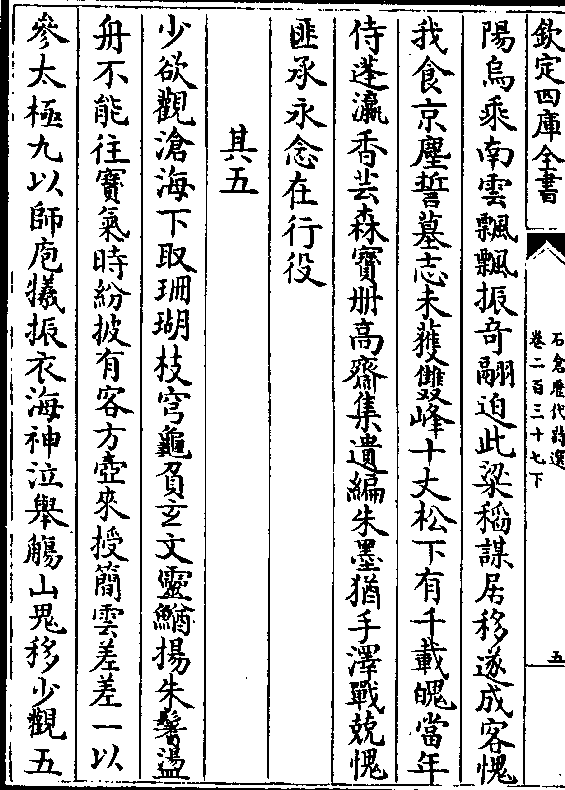 欽定四庫全書
石倉歷代詩選
卷二百三十七下
五
陽烏乘南雲飄飄振奇翮迫此粱稻謀居移遂成客愧
我食京塵誓墓志未獲雙峰十丈松下有千載魄當年
侍蓬瀛香芸森寶册高齋集遺編朱墨猶手澤戰兢愧
匪承永念在行役
其五
少欲觀滄海下取珊瑚枝穹龜負玄文靈鰌揚朱鬐盪
舟不能往寶氣時紛披有客方壺來授簡雲差差一以
參太極九以師庖犧振衣海神泣舉觴山鬼移少觀五